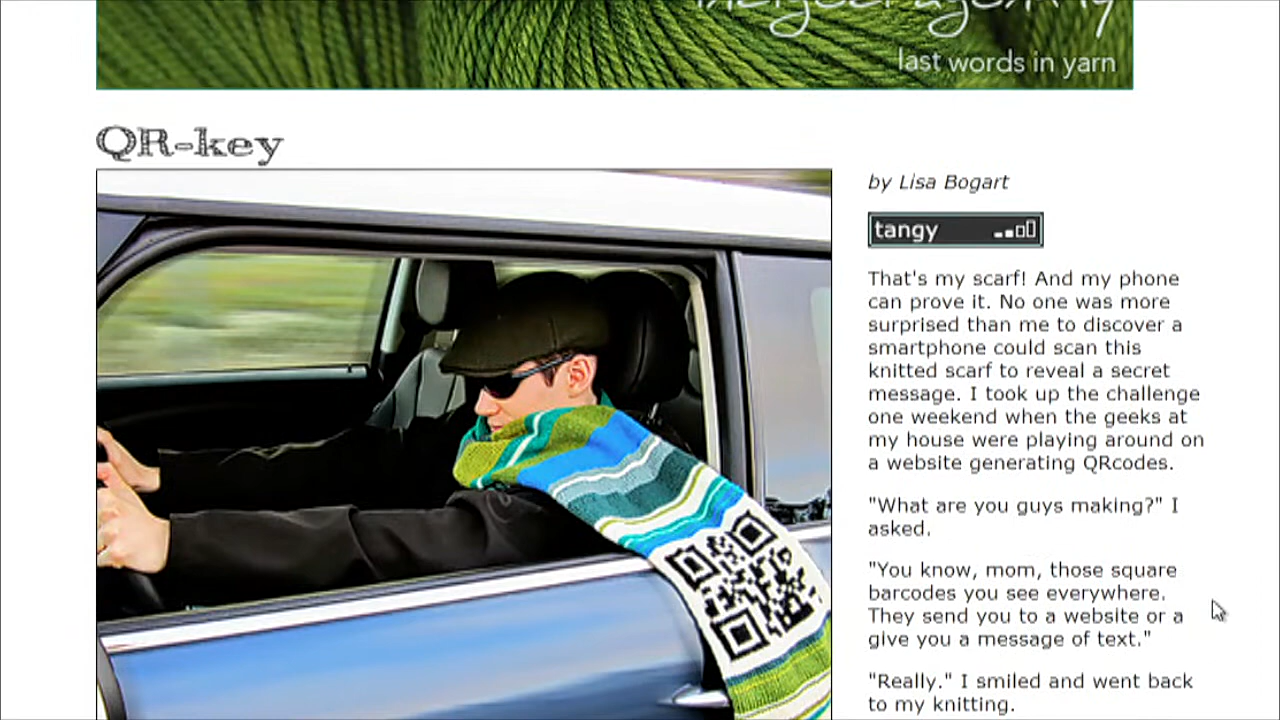 last words in yarn
QR-key
by Lisa Bogart
tangy
That's my scarf! And my phone
can prove it. No one was more
surprised than me to discover a
smartphone could scan this
knitted scarf to reveal a secret
message. I took up the challenge
one weekend when the geeks at
my house were playing around on
a website generating QRcodes.
"What are you guys making?" I
asked.
"You know, mom, those square
barcodes you see everywhere.
They send you to a website or a
give you a message of text."
"Really." I smiled and went back
to my knitting.